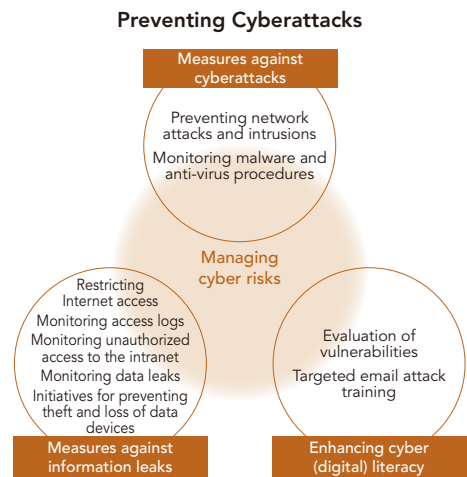 Preventing Cyberattacks
Measures against
cyberattacks
Preventing network
attacks and intrusions
Monitoring malware and
anti-virus procedures
Managing
cyber risks
Restricting
Internet access
Monitoring access logs
Monitoring unauthorized
access to the intranet
Monitoring data leaks
Initiatives for preventing
theft and loss of data
devices
Measures against
information leaks
Evaluation of
vulnerabilities
Targeted email attack
training
Enhancing cyber
(digital) literacy